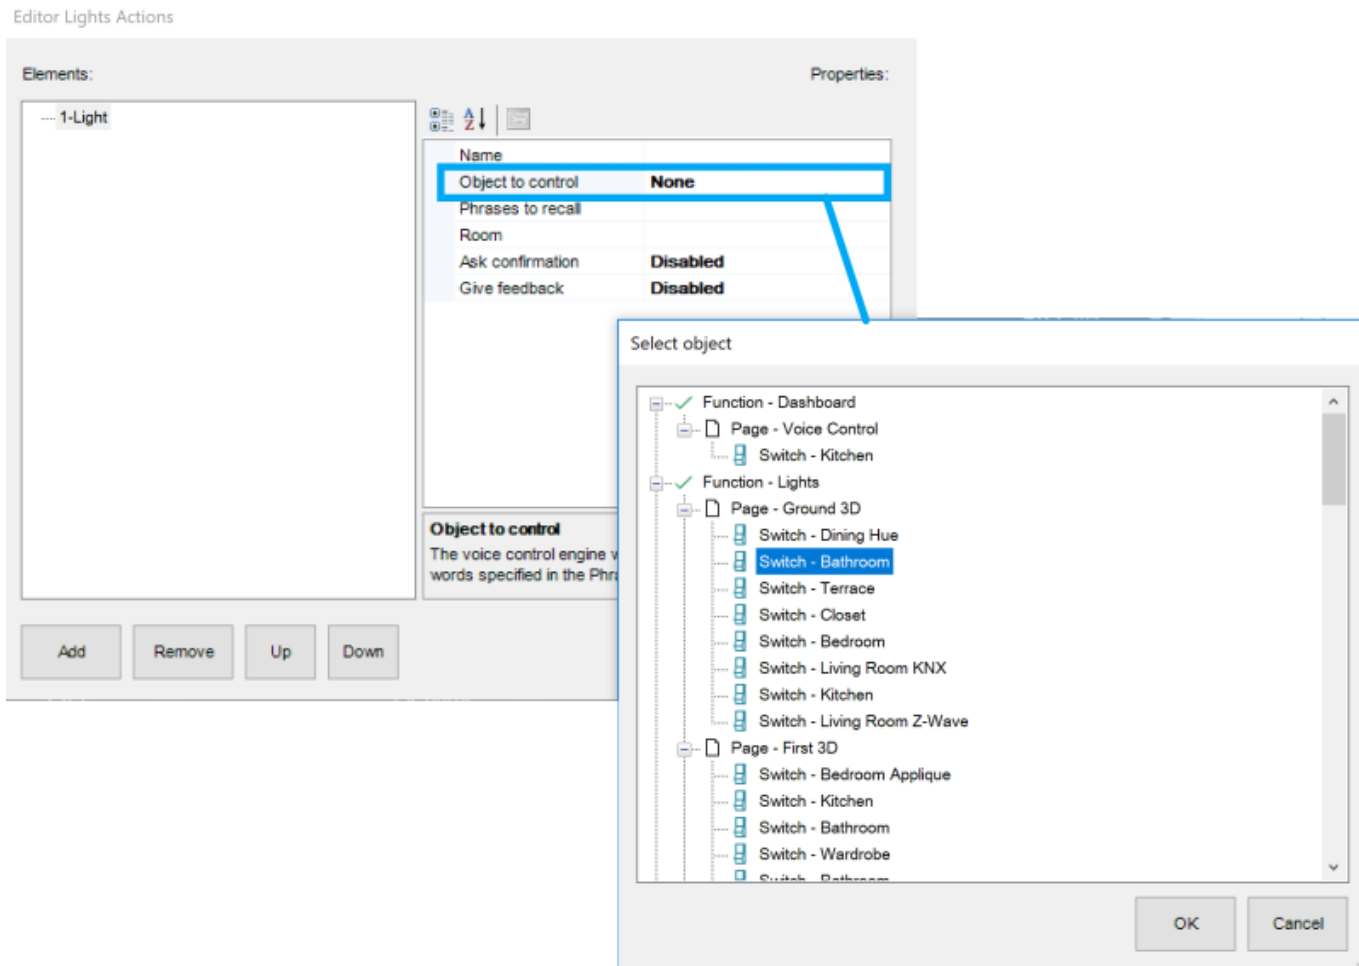 Editor Lights Actions
Elements:
Properties:
1-Light
Name
Object to control None
Phrases to recall
Room
Ask confirmation Disabled
Give feedback Disabled
Object to control
The voice control engine
words specified in the
Add
Remove
Up
Down
Select object
Function - Dashboard
Page - Voice Control
Switch - Kitchen
Function - Lights
Page - Ground 3D
Switch - Dining Hue
Switch - Bathroom
Switch - Terrace
Switch - Closet
Switch - Bedroom
Switch - Living Room KNX
Switch - Kitchen
Switch - Living Room Z-Wave
Page - First 3D
Switch - Bedroom Applique
Switch - Kitchen
Switch - Bathroom
Switch - Wardrobe
Switch - Bathroom
OK
Cancel